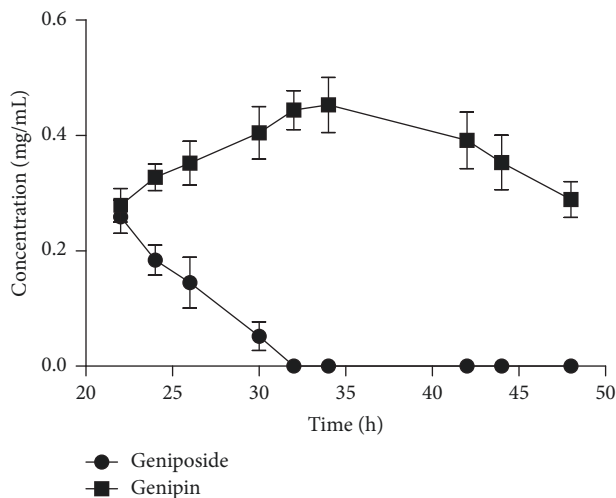 0.6
0.4
0.2
0.0
Concentration (mg/mL)
20 25 30 35 40 45 50
Time (h)
Geniposide
Genipin